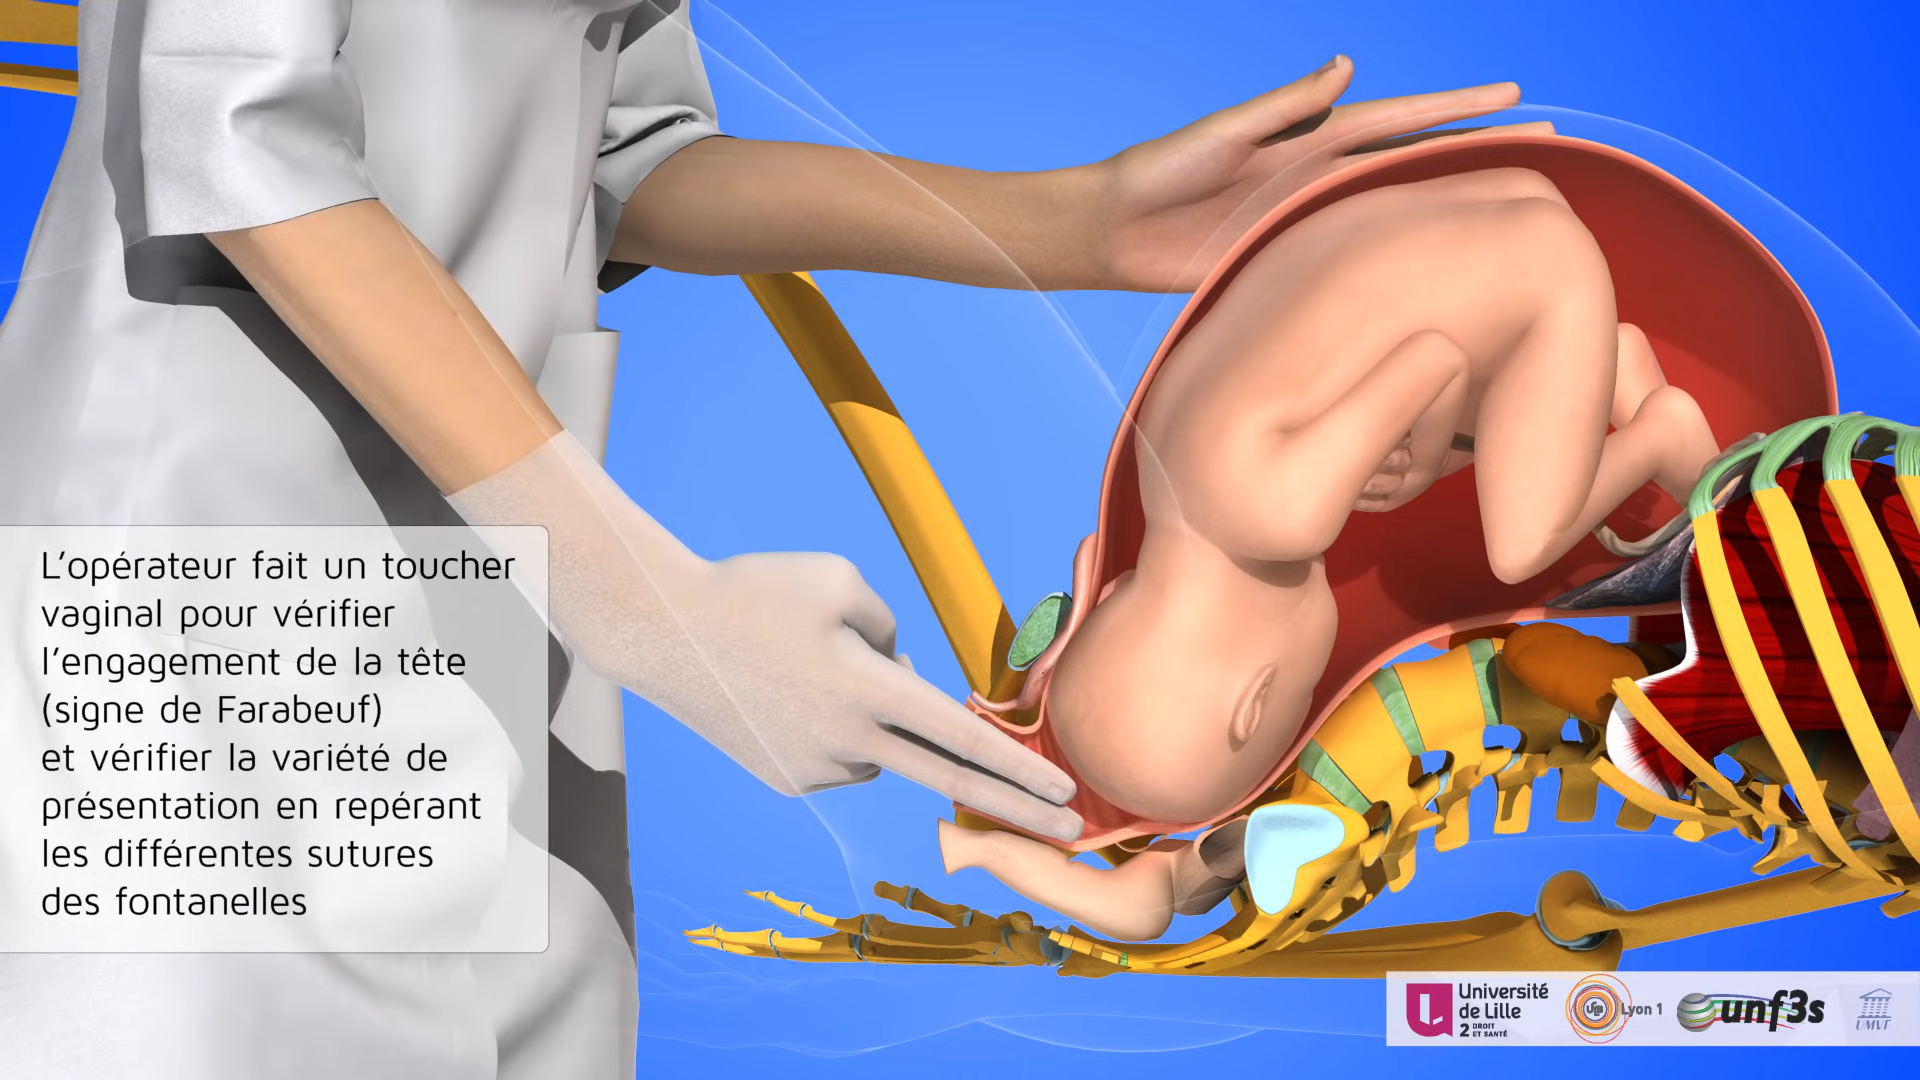 L'opérateur fait un toucher
vaginal pour vérifier
l'engagement de la tête
(signe de Farabeuf)
et vérifier la variété de
présentation en repérant
les différentes sutures
des fontanelles
Université
de Lille
2 DROIT
ET SANTÉ
Lyon 1
unf3s
UMVF